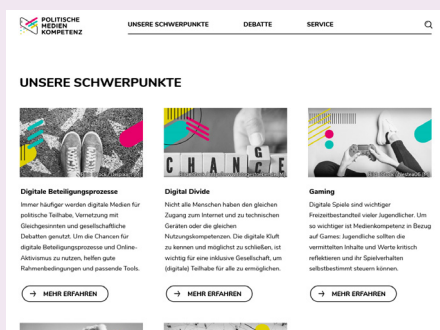 POLITISCHE
MEDIEN
KOMPETENZ
UNSERE SCHWERPUNKTE DEBATTE SERVICE
UNSERE SCHWERPUNKTE
CHANGE
Digitale Beteiligungsprozesse
Immer häufiger werden digitale Medien für
politische Teilhabe, Vernetzung mit
Gleichgesinnten und gesellschaftliche
Debatten genutzt. Um die Chancen für
digitale Beteiligungsprozesse und Online-
Aktivismus zu nutzen, helfen gute
Rahmenbedingungen und passende Tools.
MEHR ERFAHREN
Digital Divide
Nicht alle Menschen haben den gleichen
Zugang zum Internet und zu technischen
Geräten oder die gleichen
Nutzungskompetenzen. Die digitale Kluft
zu kennen und möglichst zu schließen, ist
wichtig für eine inklusive Gesellschaft, um
(digitale) Teilhabe für alle zu ermöglichen.
MEHR ERFAHREN
Gaming
Digitale Spiele sind wichtiger
Freizeitbestandteil vieler Jugendlicher. Um
so wichtiger ist Medienkompetenz in Bezug
auf Games: Jugendliche sollten die
vermittelten Inhalte und Werte kritisch
reflektieren und ihr Spielverhalten
selbstbestimmt steuern können.
MEHR ERFAHREN